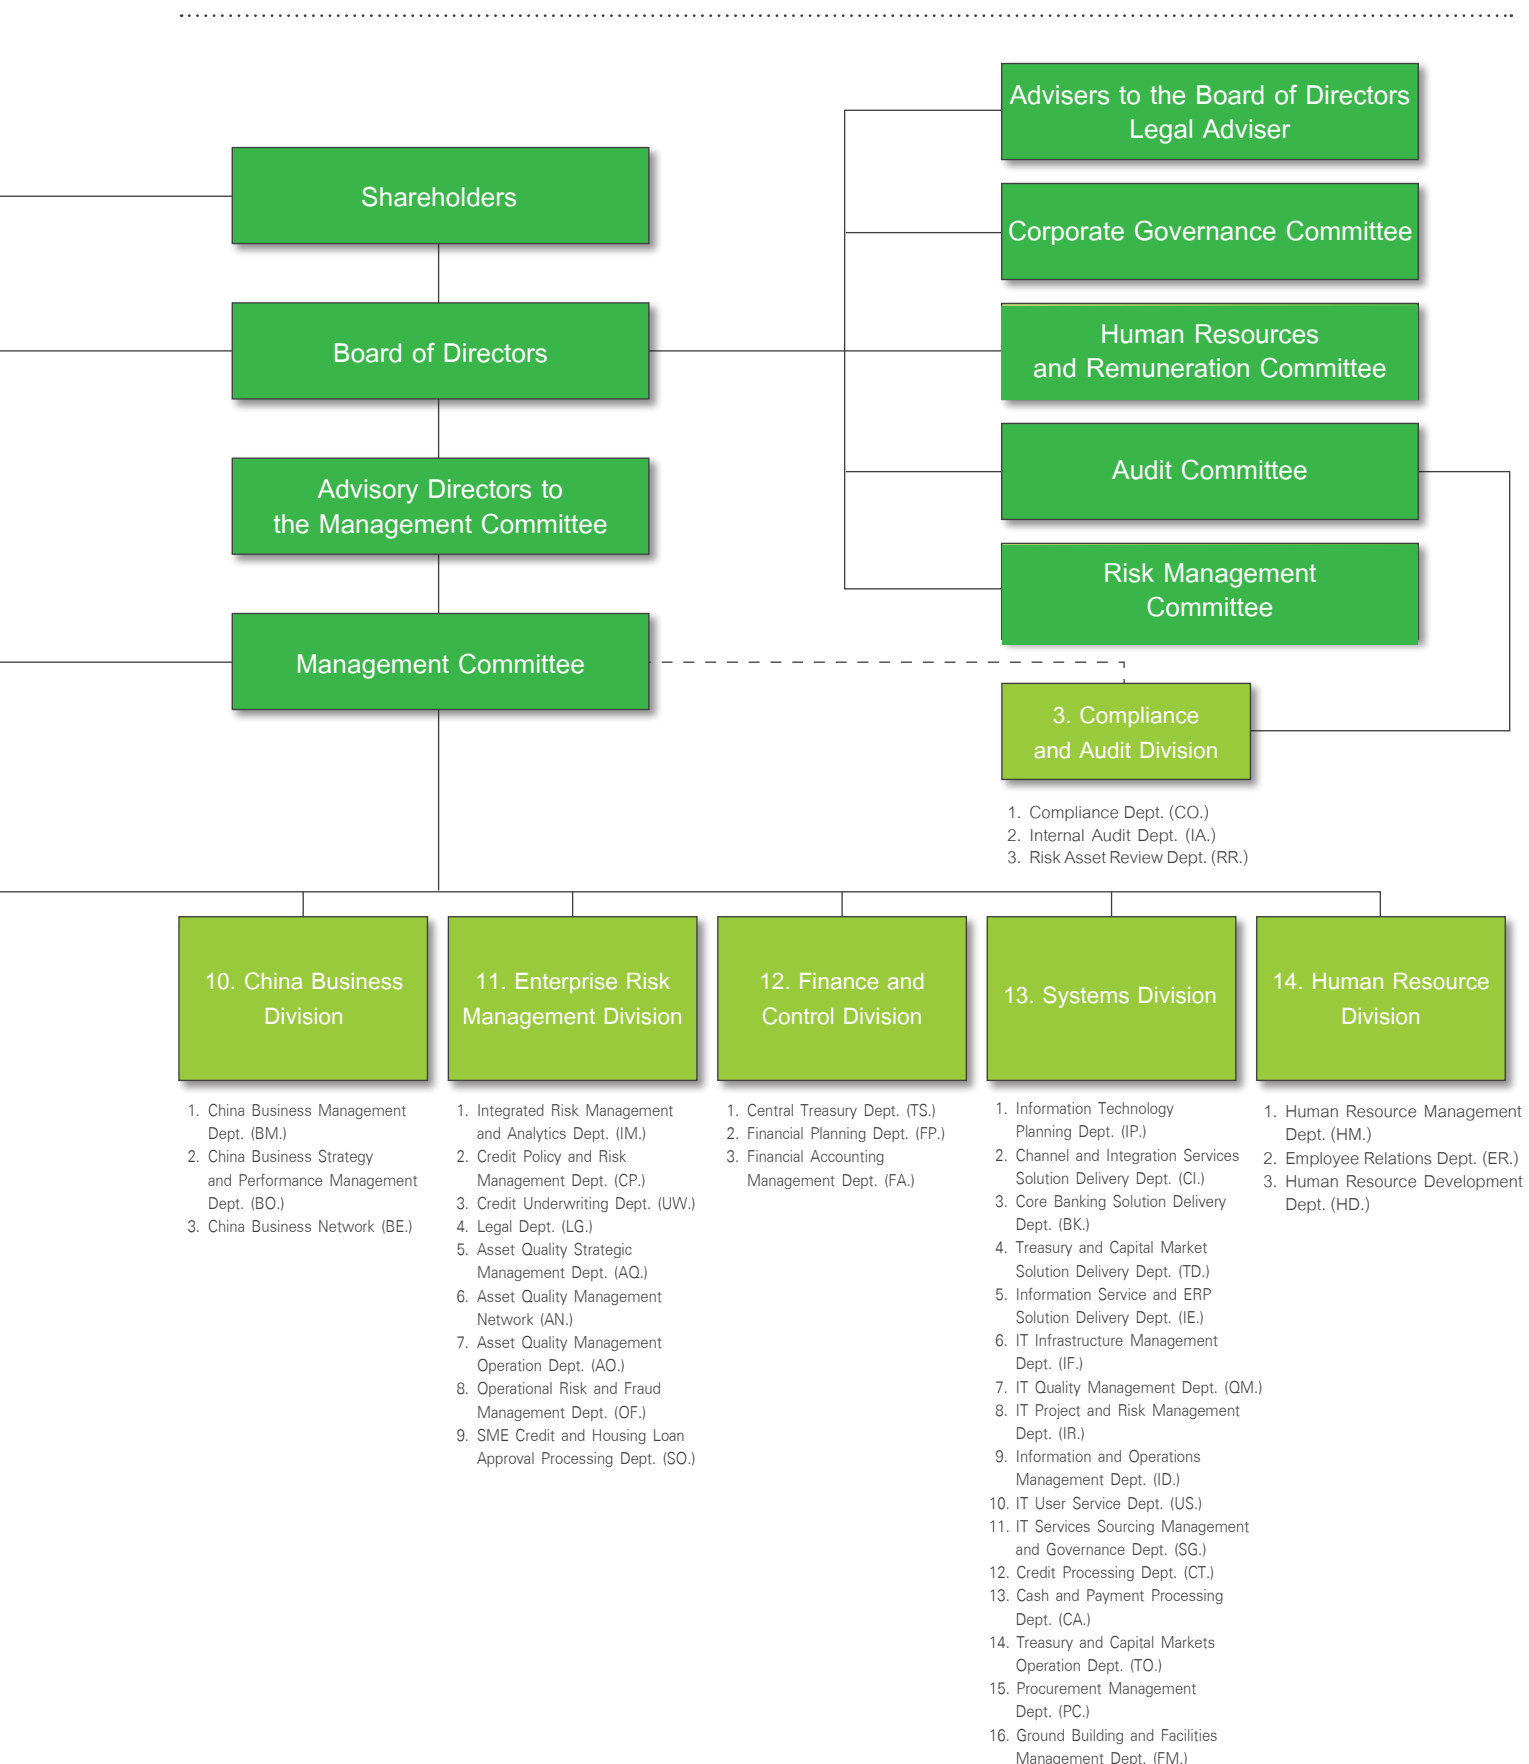 Advisers to the Board of Directors
Legal Adviser
Shareholders
Corporate Governance Committee
Board of Directors
Human Resources
and Remuneration Committee
Advisory Directors to
the Management Committee
Audit Committee
Risk Management
Committee
Management Committee
3. Compliance
and Audit Division
1. Compliance Dept. (CO.)
2. Internal Audit Dept. (IA.)
3. Risk Asset Review Dept. (RR.)
10. China Business
Division
1. China Business Management
Dept. (BM.)
2. China Business Strategy
and Performance Management
Dept. (BO.)
3. China Business Network (BE.)
11. Enterprise Risk
Management Division
1. Integrated Risk Management
and Analytics Dept. (IM.)
2. Credit Policy and Risk
Management Dept. (CP.)
3. Credit Underwriting Dept. (UW.)
4. Legal Dept. (LG.)
5. Asset Quality Strategic
Management Dept. (AQ.)
6. Asset Quality Management
Network (AN.)
7. Asset Quality Management
Operation Dept. (AO.)
8. Operational Risk and Fraud
Management Dept. (OF.)
9. SME Credit and Housing Loan
Approval Processing Dept. (SO.)
12. Finance and
Control Division
1. Central Treasury Dept. (TS.)
2. Financial Planning Dept. (FP.)
3. Financial Accounting
Management Dept. (FA.)
13. Systems Division
1. Information Technology
Planning Dept. (IP.)
2. Channel and Integration Services
Solution Delivery Dept. (CI.)
3. Core Banking Solution Delivery
Dept. (BK.)
4. Treasury and Capital Market
Solution Delivery Dept. (TD.)
5. Information Service and ERP
Solution Delivery Dept. (IE.)
6. IT Infrastructure Management
Dept. (IF.)
7. IT Quality Management Dept. (QM.)
8. IT Project and Risk Management
Dept. (IR.)
9. Information and Operations
Management Dept. (ID.)
10. IT User Service Dept. (US.)
11. IT Services Sourcing Management
and Governance Dept. (SG.)
12. Credit Processing Dept. (CT.)
13. Cash and Payment Processing
Dept. (CA.)
14. Treasury and Capital Markets
Operation Dept. (TO.)
15. Procurement Management
Dept. (PC.)
16. Ground Building and Facilities
Management Dept. (FM.)
14. Human Resource
Division
1. Human Resource Management
Dept. (HM.)
2. Employee Relations Dept. (ER.)
3. Human Resource Development
Dept. (HD.)